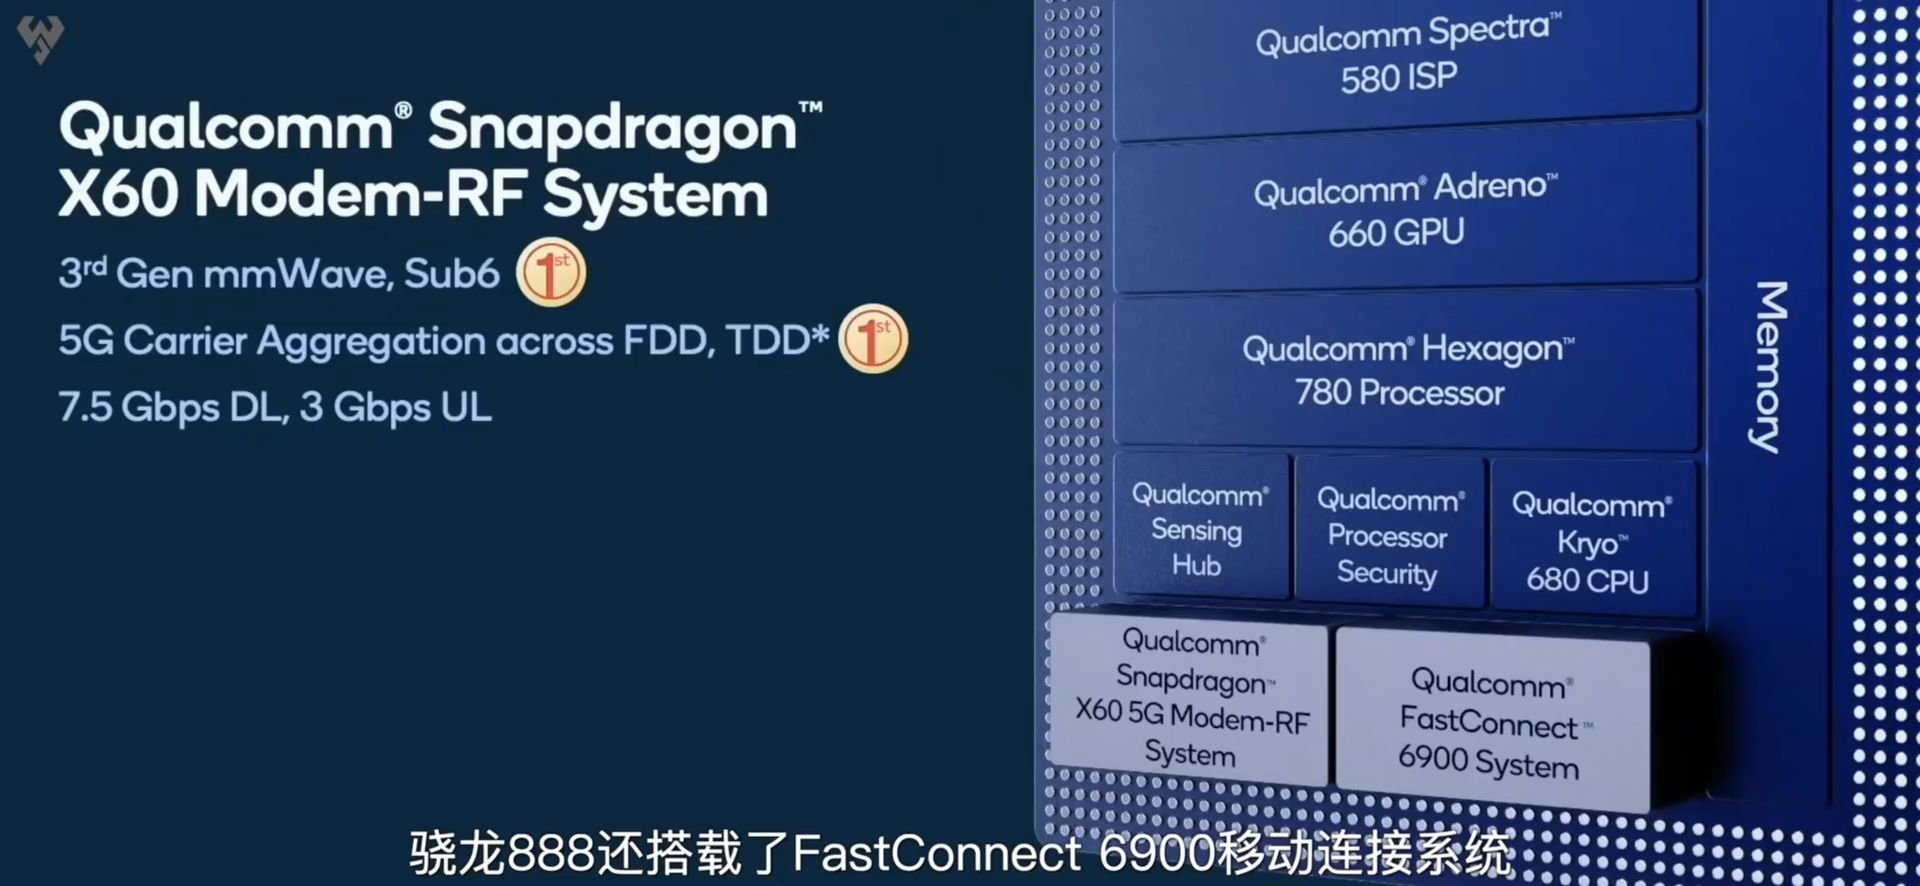 Qualcomm® Snapdragon™
X60 Modem-RF System
3rd Gen mmWave, Sub6 1st
5G Carrier Aggregation across FDD, TDD* 1st
7.5 Gbps DL, 3 Gbps UL
Qualcomm Spectra™
580 ISP
Qualcomm® Adreno™
660 GPU
Qualcomm® Hexagon™
780 Processor
Qualcomm®
Sensing
Hub
Qualcomm®
Processor
Security
Qualcomm®
Kryo™
680 CPU
Qualcomm®
Snapdragon™
X60 5G Modem-RF
System
Qualcomm®
FastConnect™
6900 System
Memory
骁龙888还搭载了FastConnect 6900移动连接系统